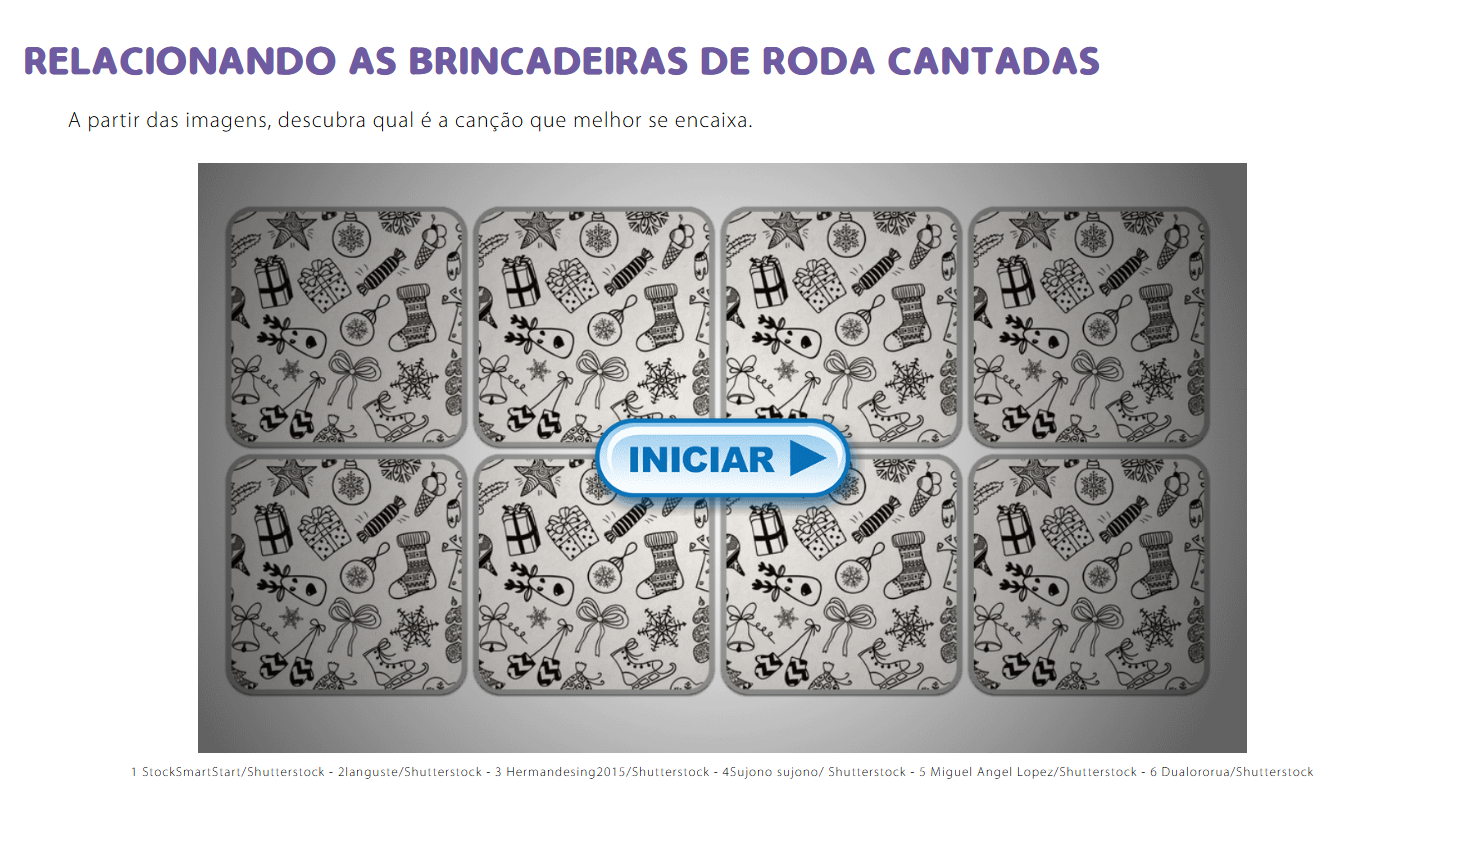 RELACIONANDO AS BRINCADEIRAS DE RODA CANTADAS
A partir das imagens, descubra qual é a canção que melhor se encaixa.
INICIAR
1 StockSmartStart/Shutterstock - 2languste/Shutterstock - 3 Hermandesing2015/Shutterstock - 4Sujono sujono/ Shutterstock - 5 Miguel Angel Lopez/Shutterstock - 6 Dualororua/Shutterstock